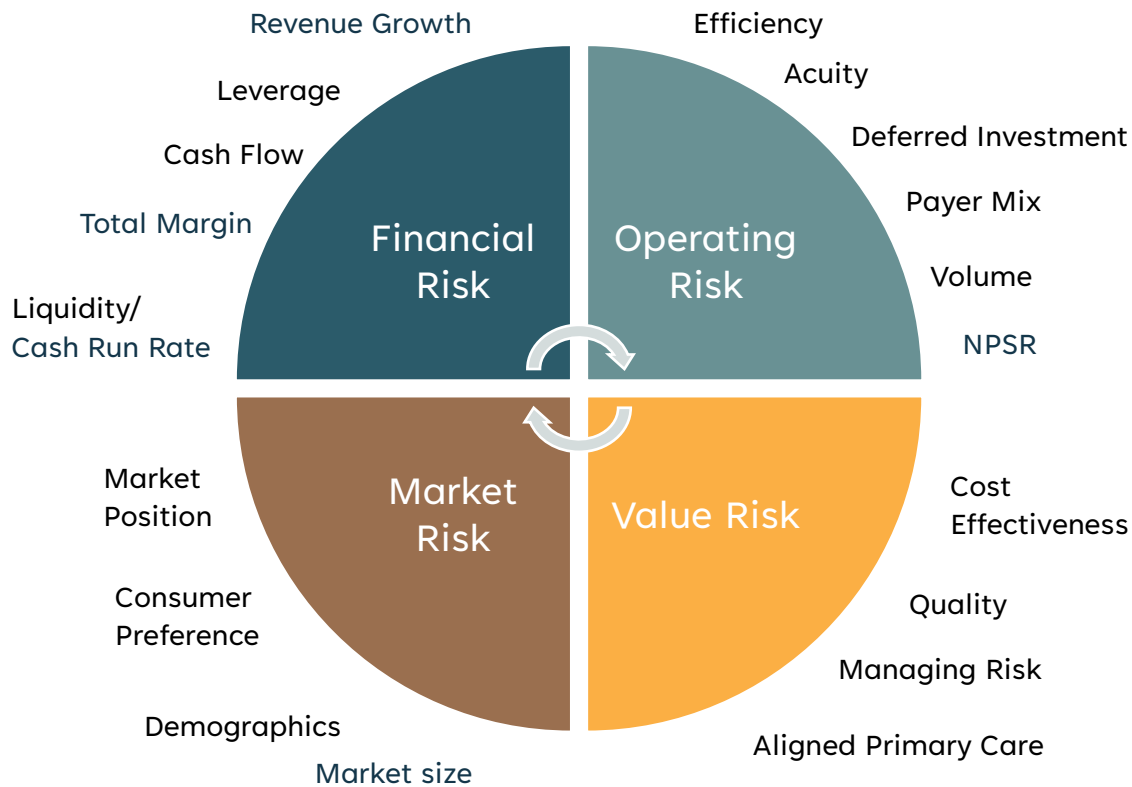 Revenue Growth
Leverage
Cash Flow
Total Margin
Liquidity/
Cash Run Rate
Financial
Risk
Efficiency
Acuity
Deferred Investment
Payer Mix
Volume
NPSR
Operating
Risk
Market
Position
Consumer
Preference
Demographics
Market size
Market
Risk
Value Risk
Cost
Effectiveness
Quality
Managing Risk
Aligned Primary Care